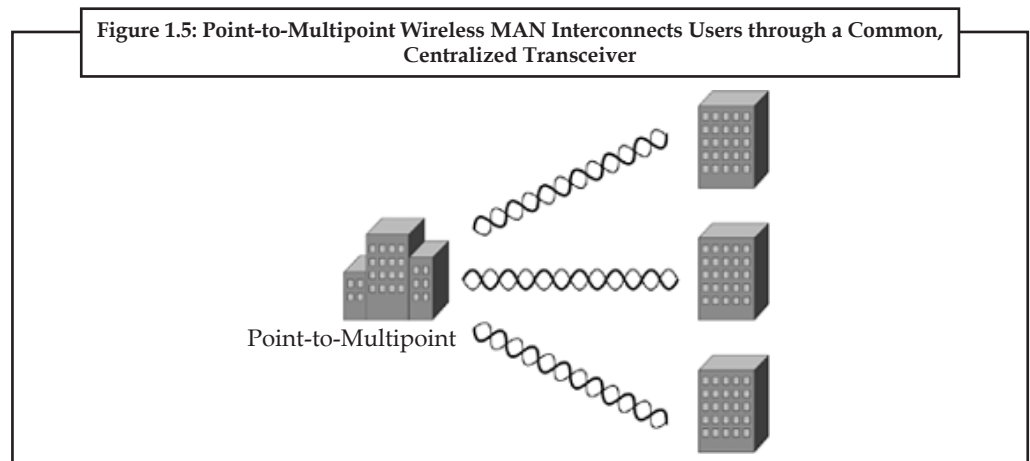 Figure 1.5: Point-to-Multipoint Wireless MAN Interconnects Users through a Common,
Centralized Transceiver
Point-to-Multipoint